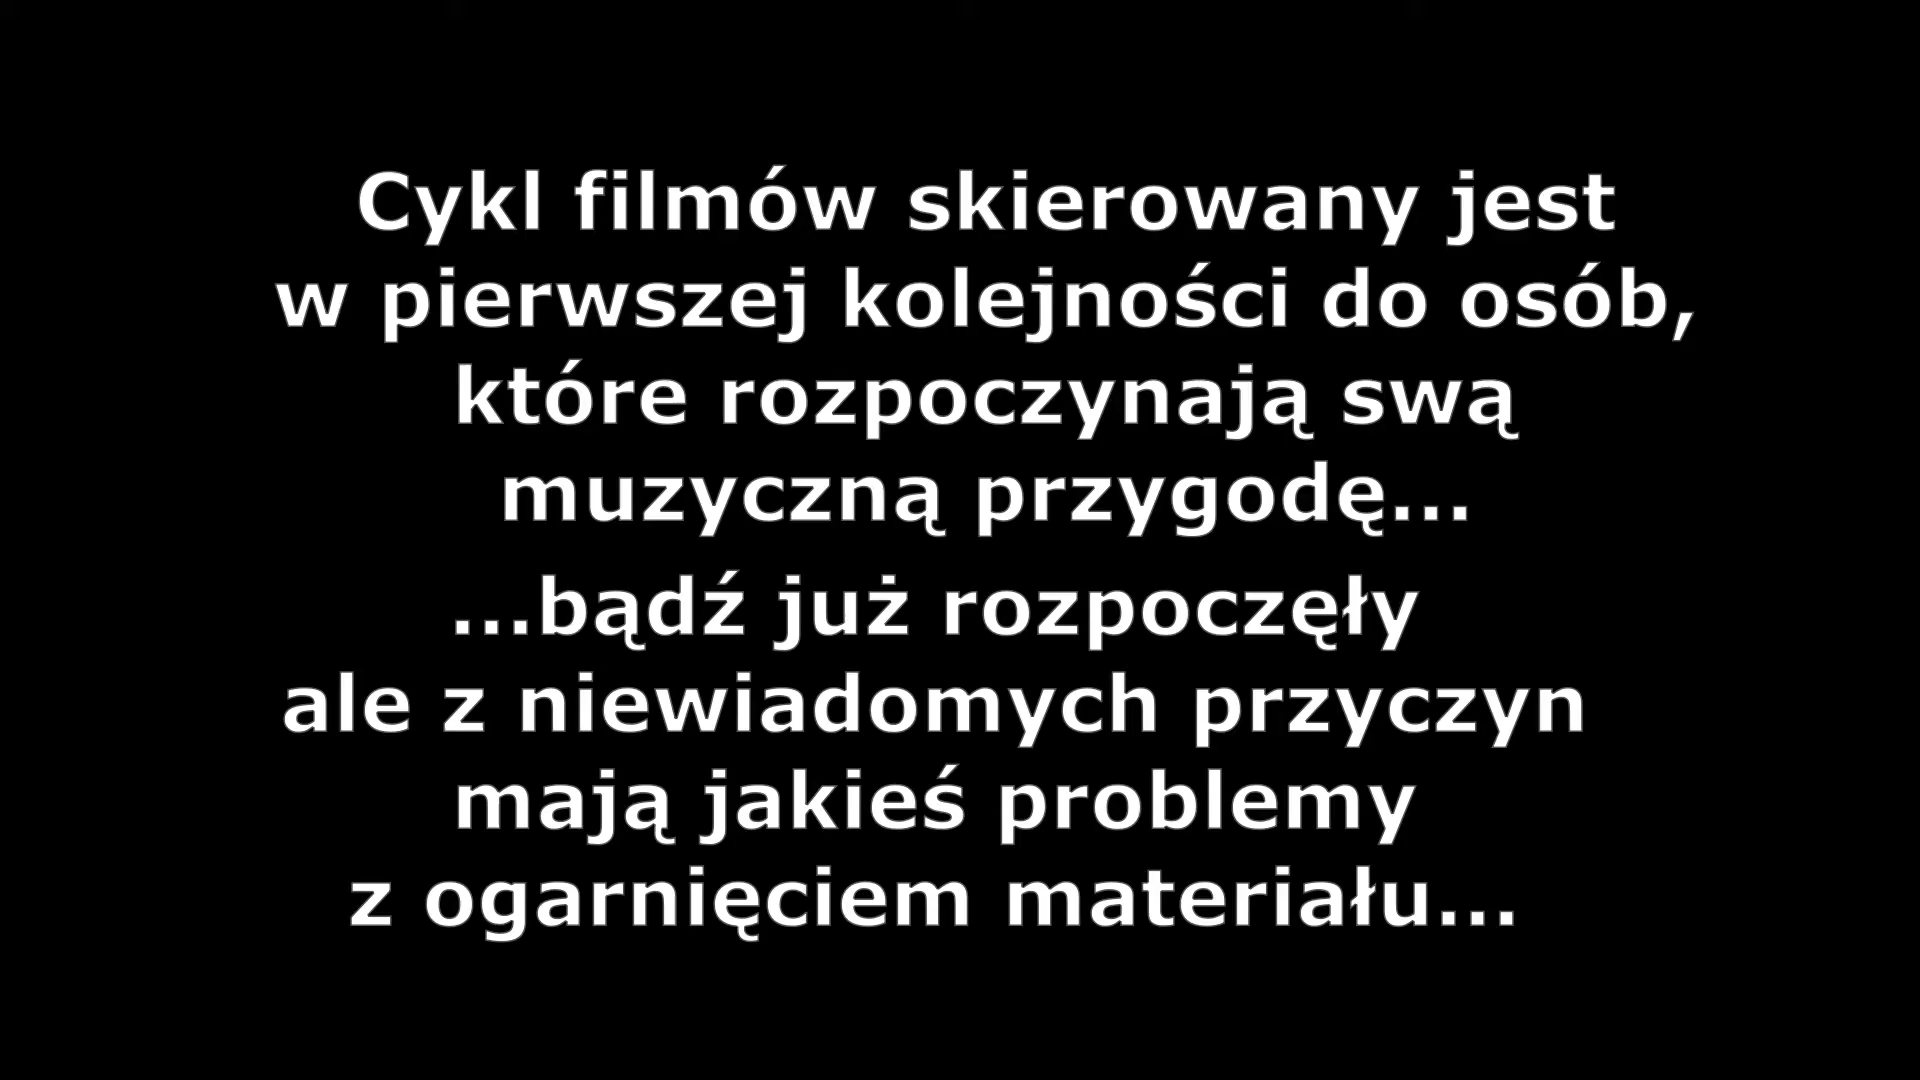 Cykl filmów skierowany jest
w pierwszej kolejności do osób,
które rozpoczynają swą
muzyczną przygodę...
...bądź już rozpoczęły
ale z niewiadomych przyczyn
mają jakieś problemy
z ogarnięciem materiału...